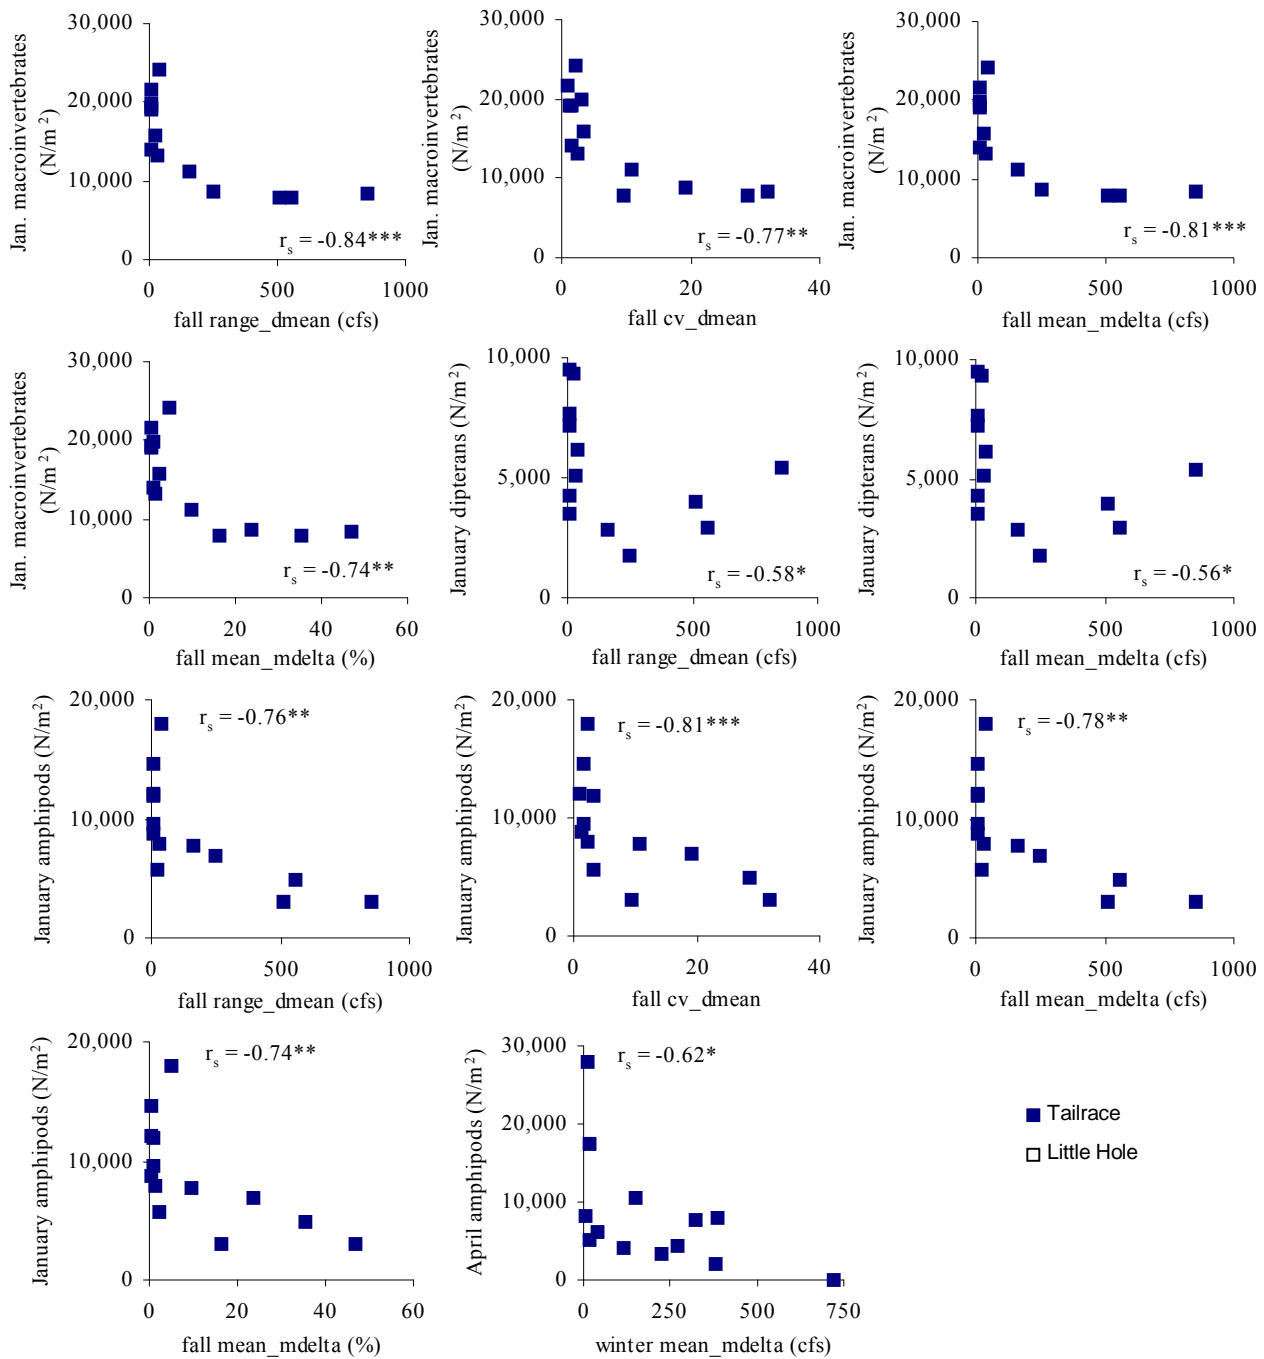 Jan. macroinvertebrates
(N/m²)
30,000
20,000
10,000
0
rs = -0.84***
0 500 1000
fall range_dmean (cfs)
Jan. macroinvertebrates
(N/m²)
30,000
20,000
10,000
0
rs = -0.77**
0 20 40
fall cv_dmean
Jan. macroinvertebrates
(N/m²)
30,000
20,000
10,000
0
rs = -0.81***
0 500 1000
fall mean_mdelta (cfs)
Jan. macroinvertebrates
(N/m²)
30,000
20,000
10,000
0
rs = -0.74**
0 20 40 60
fall mean_mdelta (%)
January dipterans (N/m²)
10,000
5,000
0
rs = -0.58*
0 500 1000
fall range_dmean (cfs)
January dipterans (N/m²)
10,000
5,000
0
rs = -0.56*
0 500 1000
fall mean_mdelta (cfs)
January amphipods (N/m²)
20,000
10,000
0
rs = -0.76**
0 500 1000
fall range_dmean (cfs)
January amphipods (N/m²)
20,000
10,000
0
rs = -0.81***
0 20 40
fall cv_dmean
January amphipods (N/m²)
20,000
10,000
0
rs = -0.78**
0 500 1000
fall mean_mdelta (cfs)
January amphipods (N/m²)
20,000
10,000
0
rs = -0.74**
0 20 40 60
fall mean_mdelta (%)
April amphipods (N/m²)
30,000
20,000
10,000
0
rs = -0.62*
0 250 500 750
winter mean_mdelta (cfs)
Tailrace
Little Hole